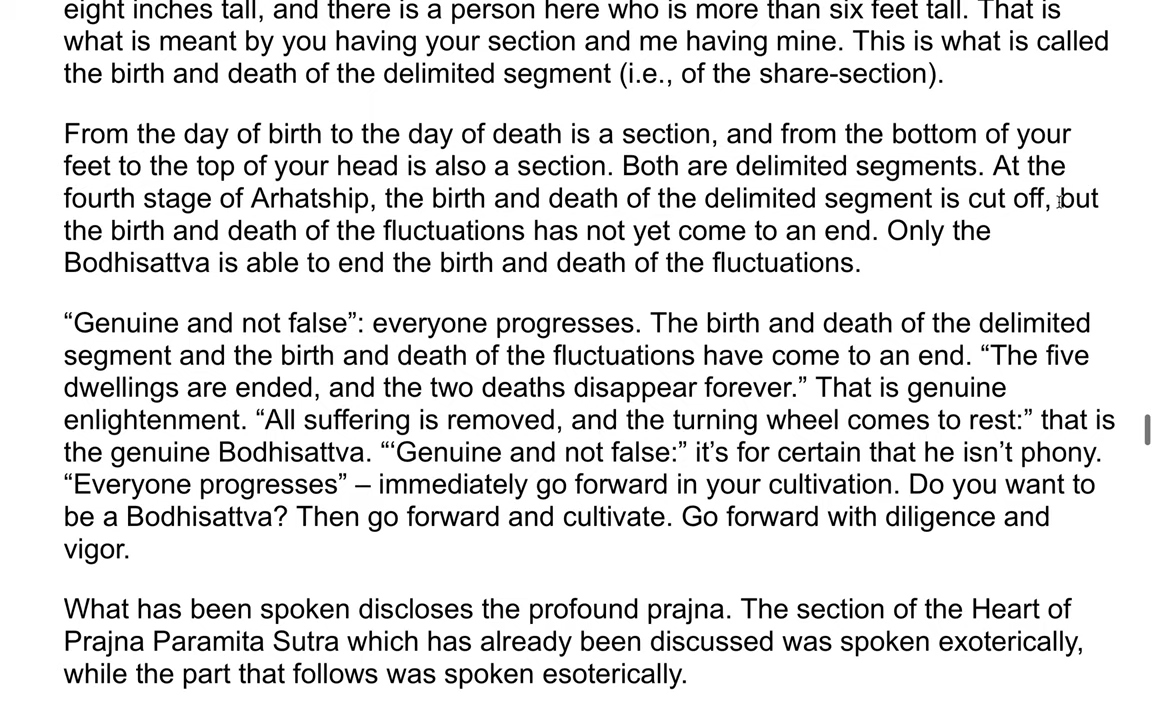 eight inches tall, and there is a person here who is more than six feet tall. That is
what is meant by you having your section and me having mine. This is what is called
the birth and death of the delimited segment (i.e., of the share-section).
From the day of birth to the day of death is a section, and from the bottom of your
feet to the top of your head is also a section. Both are delimited segments. At the
fourth stage of Arhatship, the birth and death of the delimited segment is cut off, but
the birth and death of the fluctuations has not yet come to an end. Only the
Bodhisattva is able to end the birth and death of the fluctuations.
“Genuine and not false”: everyone progresses. The birth and death of the delimited
segment and the birth and death of the fluctuations have come to an end. “The five
dwellings are ended, and the two deaths disappear forever.” That is genuine
enlightenment. “All suffering is removed, and the turning wheel comes to rest:” that is
the genuine Bodhisattva. “‘Genuine and not false:” it’s for certain that he isn’t phony.
“Everyone progresses” – immediately go forward in your cultivation. Do you want to
be a Bodhisattva? Then go forward and cultivate. Go forward with diligence and
vigor.
What has been spoken discloses the profound prajna. The section of the Heart of
Prajna Paramita Sutra which has already been discussed was spoken exoterically,
while the part that follows was spoken esoterically.